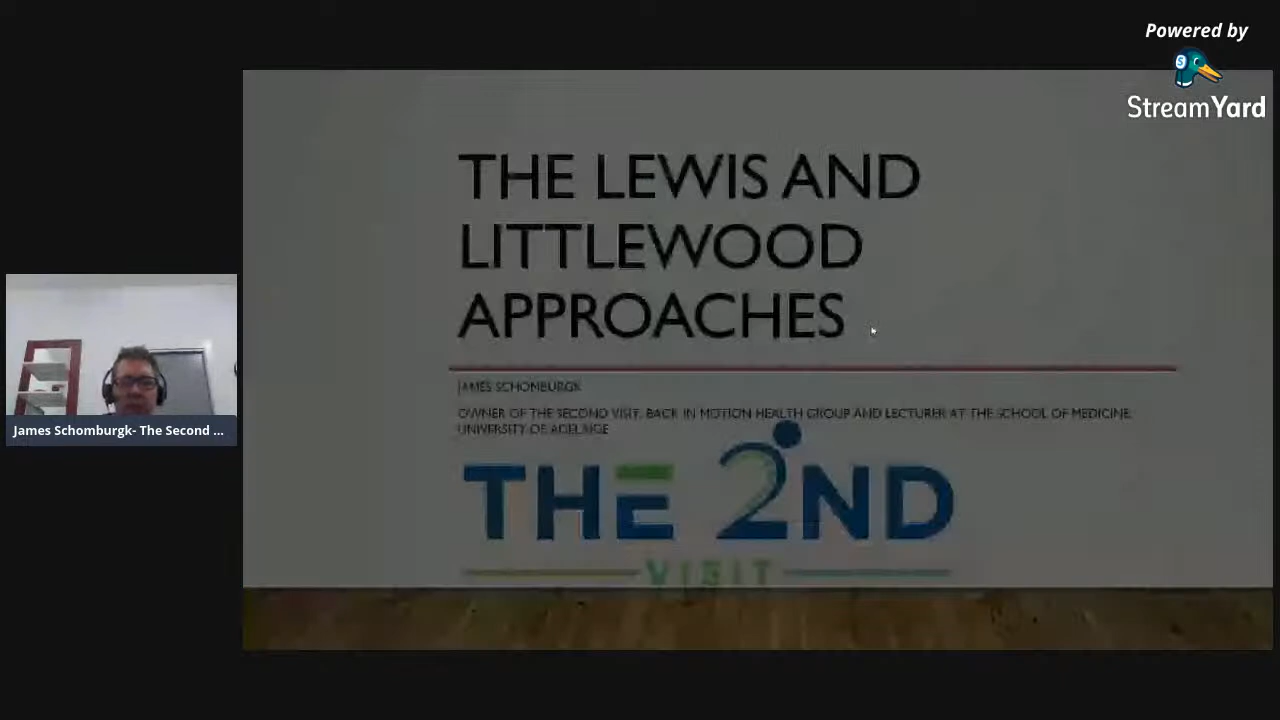 Powered by
StreamYard
THE LEWIS AND
LITTLEWOOD
APPROACHES
JAMES SCHOMBURGK
OWNER OF THE SECOND VISIT, BACK IN MOTION HEALTH GROUP AND LECTURER AT THE SCHOOL OF MEDICINE,
UNIVERSITY OF ADELAIDE
THE 2ND
VISIT
James Schomburgk- The Second ...